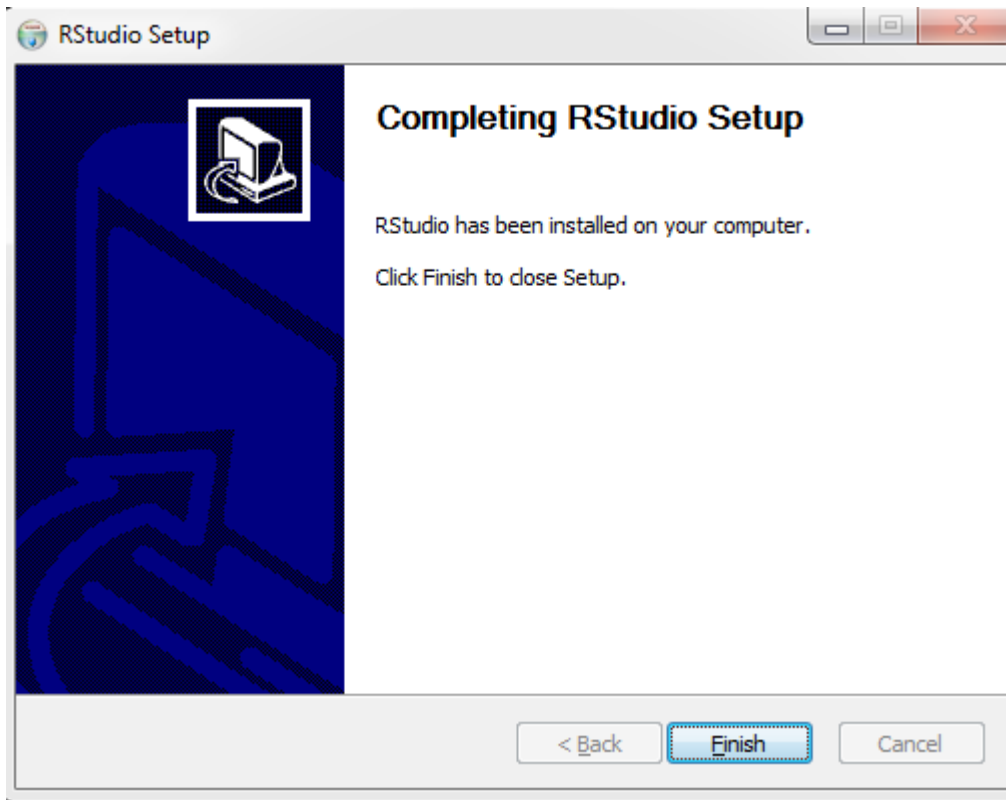 RStudio Setup
Completing RStudio Setup
RStudio has been installed on your computer.
Click Finish to close Setup.
< Back Finish Cancel